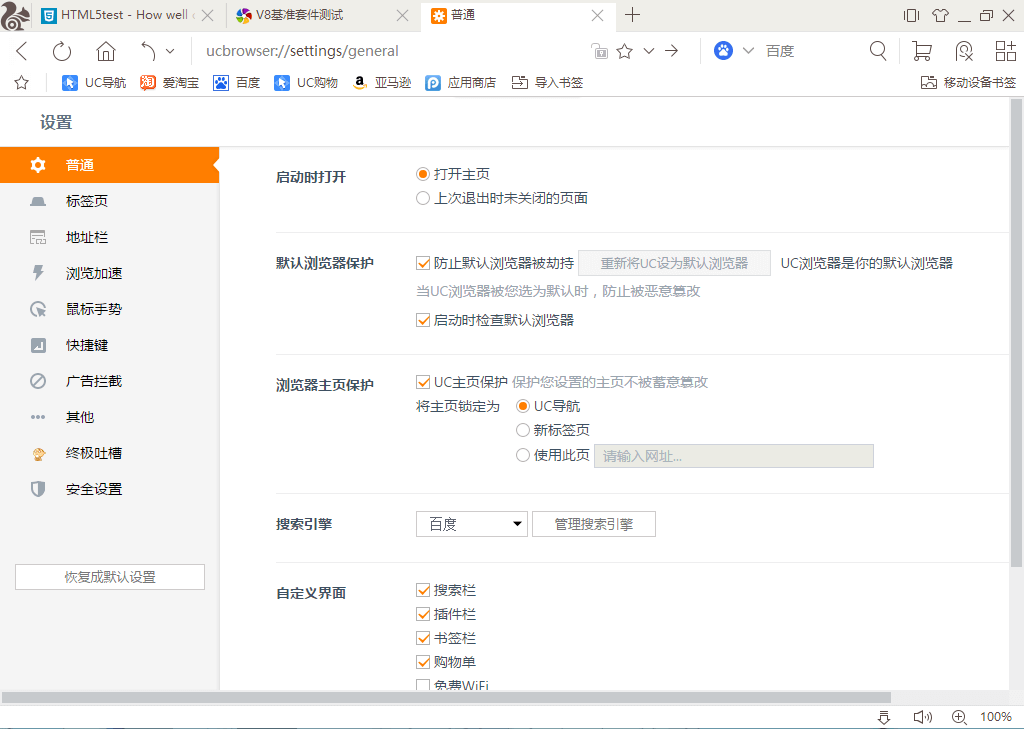 HTML5test - How well
V8基准套件测试
普通
ucbrowser://settings/general
百度
UC导航
爱淘宝
百度
UC购物
亚马逊
应用商店
导入书签
移动设备书签
设置
普通
标签页
地址栏
浏览加速
鼠标手势
快捷键
广告拦截
其他
终极吐槽
安全设置
恢复成默认设置
启动时打开
打开主页
上次退出时未关闭的页面
默认浏览器保护
防止默认浏览器被劫持
重新将UC设为默认浏览器
UC浏览器是你的默认浏览器
当UC浏览器被您选为默认时，防止被恶意篡改
启动时检查默认浏览器
浏览器主页保护
UC主页保护 保护您设置的主页不被蓄意篡改
将主页锁定为
UC导航
新标签页
使用此页
请输入网址...
搜索引擎
百度
管理搜索引擎
自定义界面
搜索栏
插件栏
书签栏
购物单
免费WiFi
100%